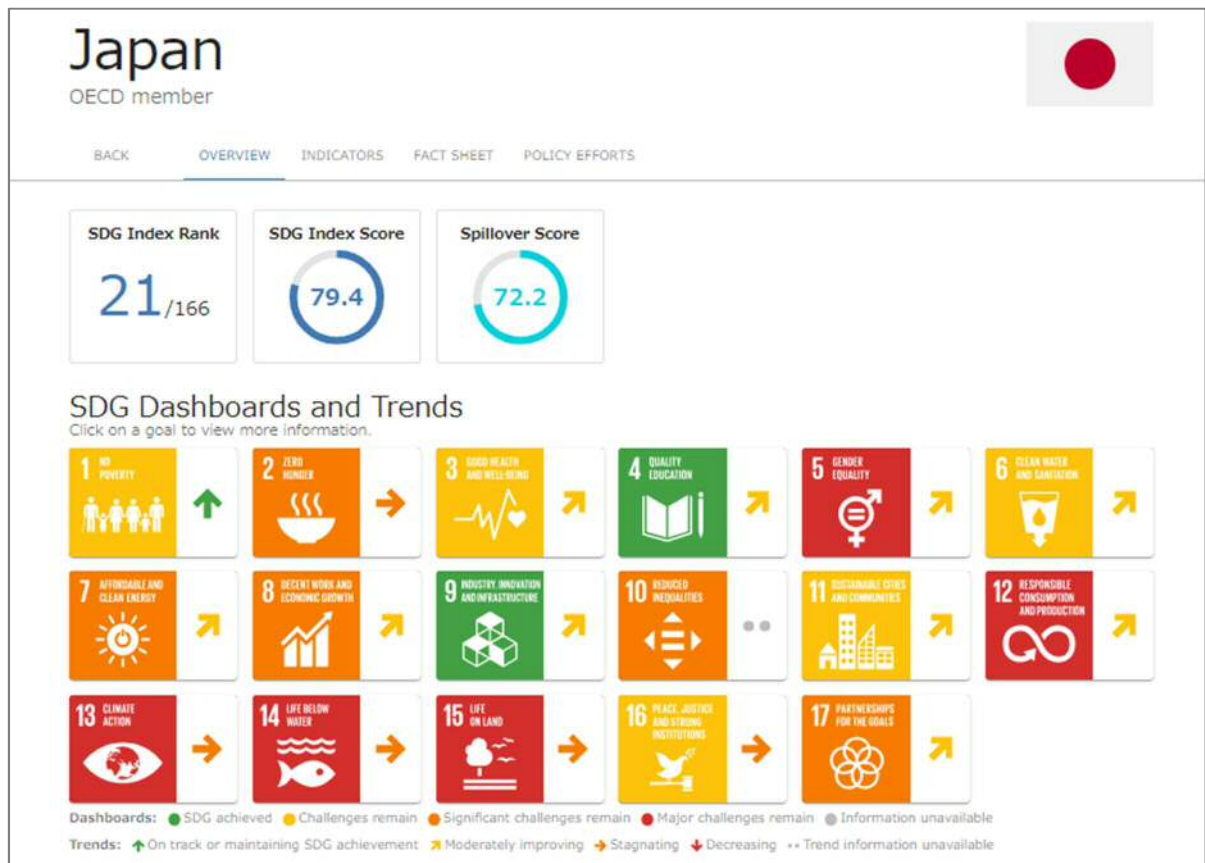 Japan
OECD member
BACK OVERVIEW INDICATORS FACT SHEET POLICY EFFORTS
SDG Index Rank
21/166
SDG Index Score
79.4
Spillover Score
72.2
SDG Dashboards and Trends
Click on a goal to view more information.
1 NO
POVERTY
2 ZERO
HUNGER
3 GOOD HEALTH
AND WELL-BEING
4 QUALITY
EDUCATION
5 GENDER
EQUALITY
6 CLEAN WATER
AND SANITATION
7 AFFORDABLE AND
CLEAN ENERGY
8 DECENT WORK AND
ECONOMIC GROWTH
9 INDUSTRY, INNOVATION
AND INFRASTRUCTURE
10 REDUCED
INEQUALITIES
11 SUSTAINABLE CITIES
AND COMMUNITIES
12 RESPONSIBLE
CONSUMPTION
AND PRODUCTION
13 CLIMATE
ACTION
14 LIFE BELOW
WATER
15 LIFE
ON LAND
16 PEACE, JUSTICE
AND STRONG
INSTITUTIONS
17 PARTNERSHIPS
FOR THE GOALS
Dashboards: SDG achieved Challenges remain Significant challenges remain Major challenges remain Information unavailable
Trends: On track or maintaining SDG achievement Moderately improving Stagnating Decreasing Trend information unavailable